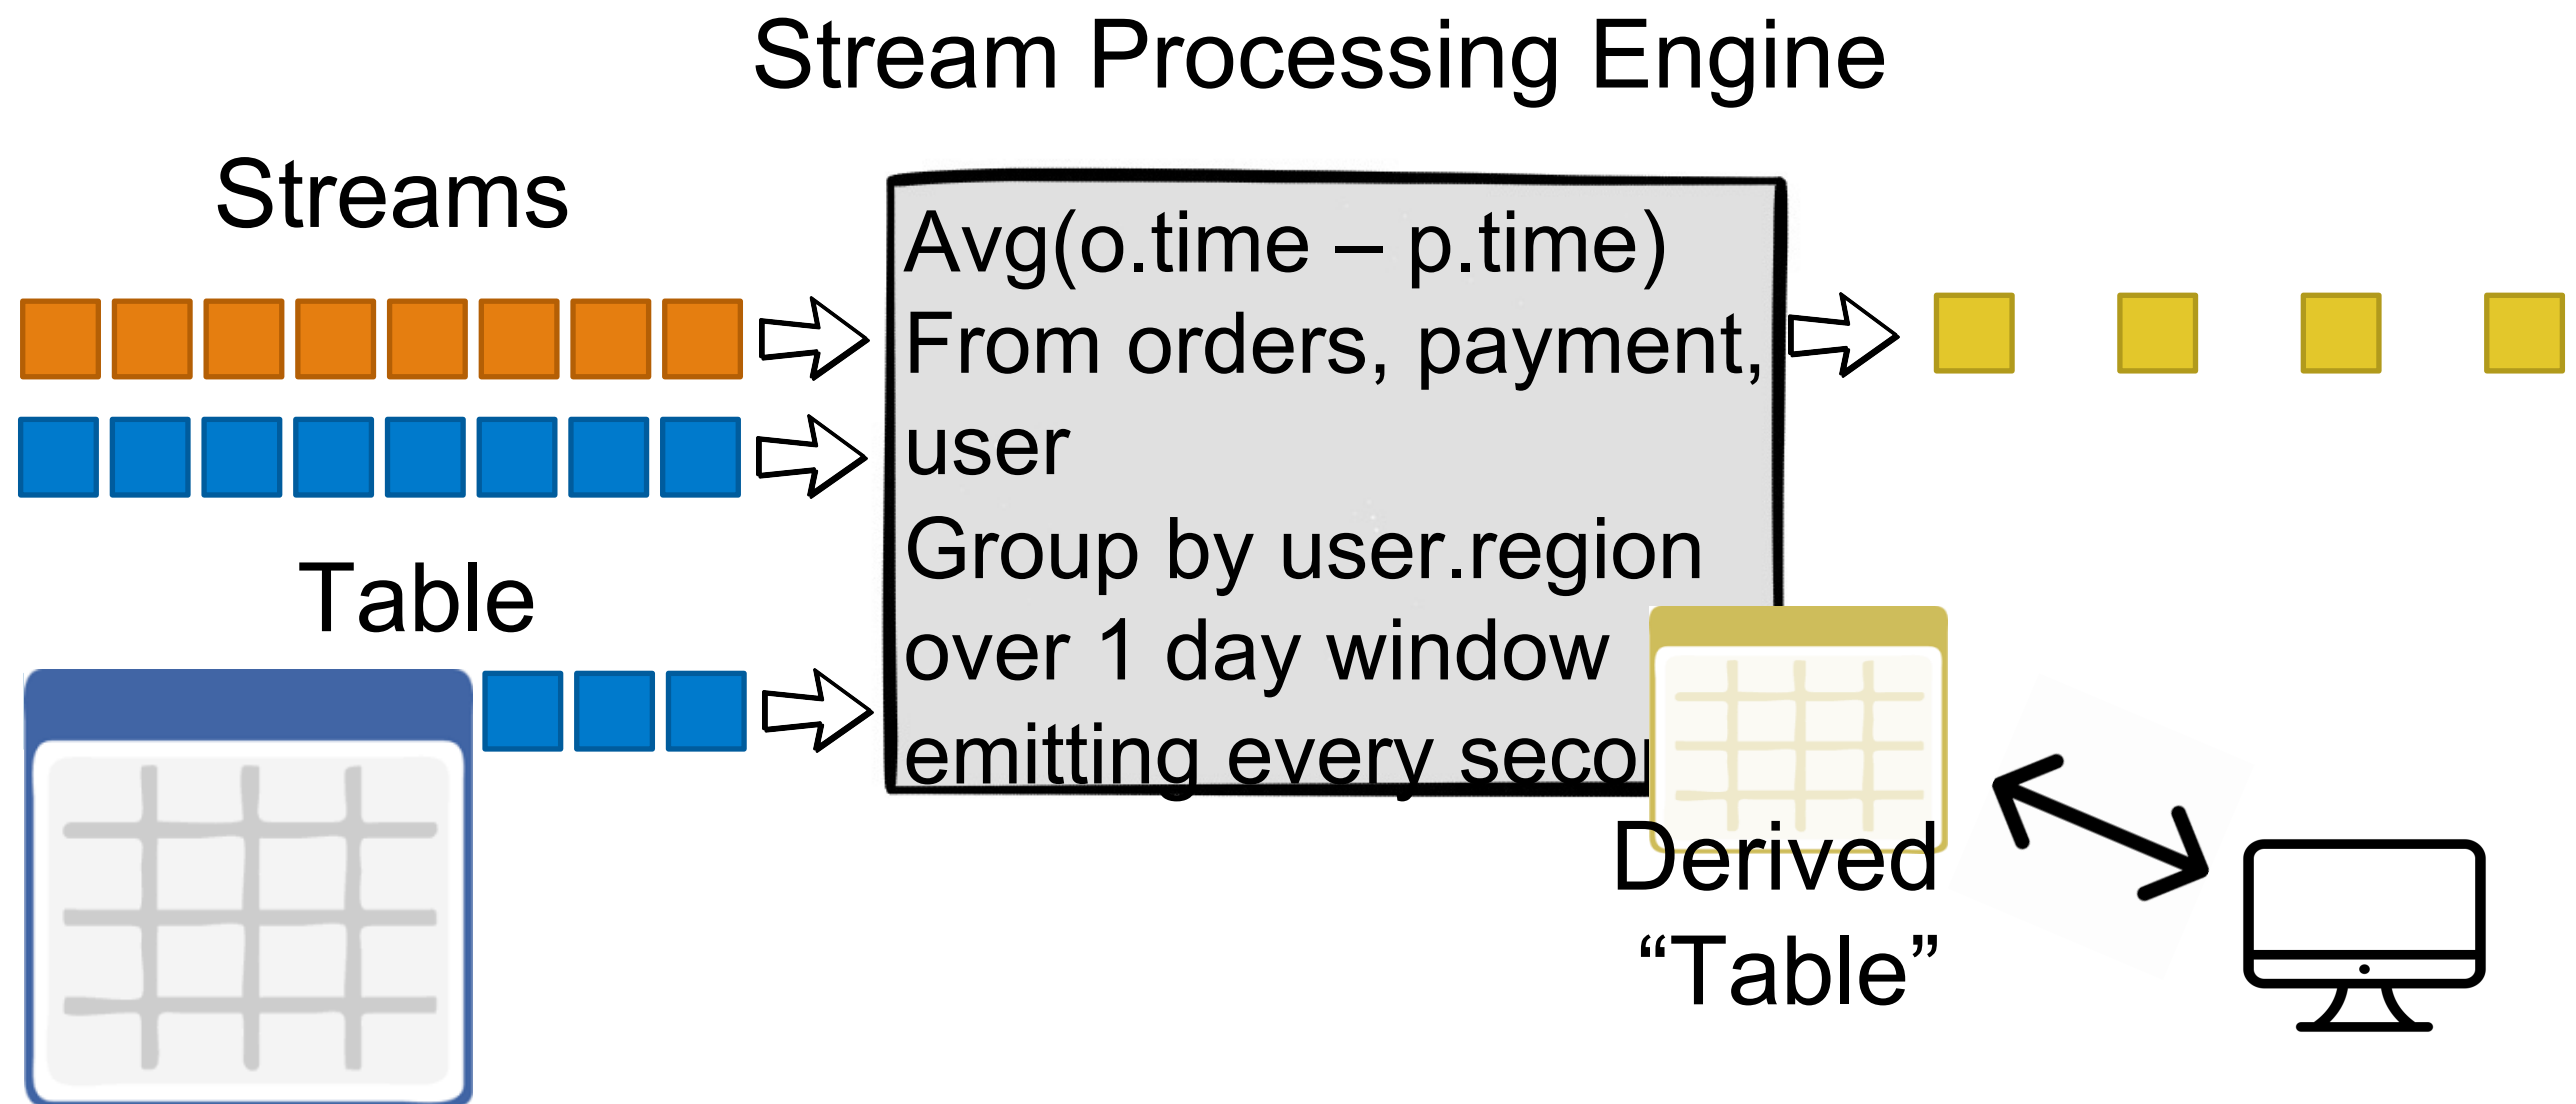 Stream Processing Engine
Streams
Avg(o.time – p.time)
From orders, payment,
user
Group by user.region
over 1 day window
emitting every
Table
Derived
“Table”